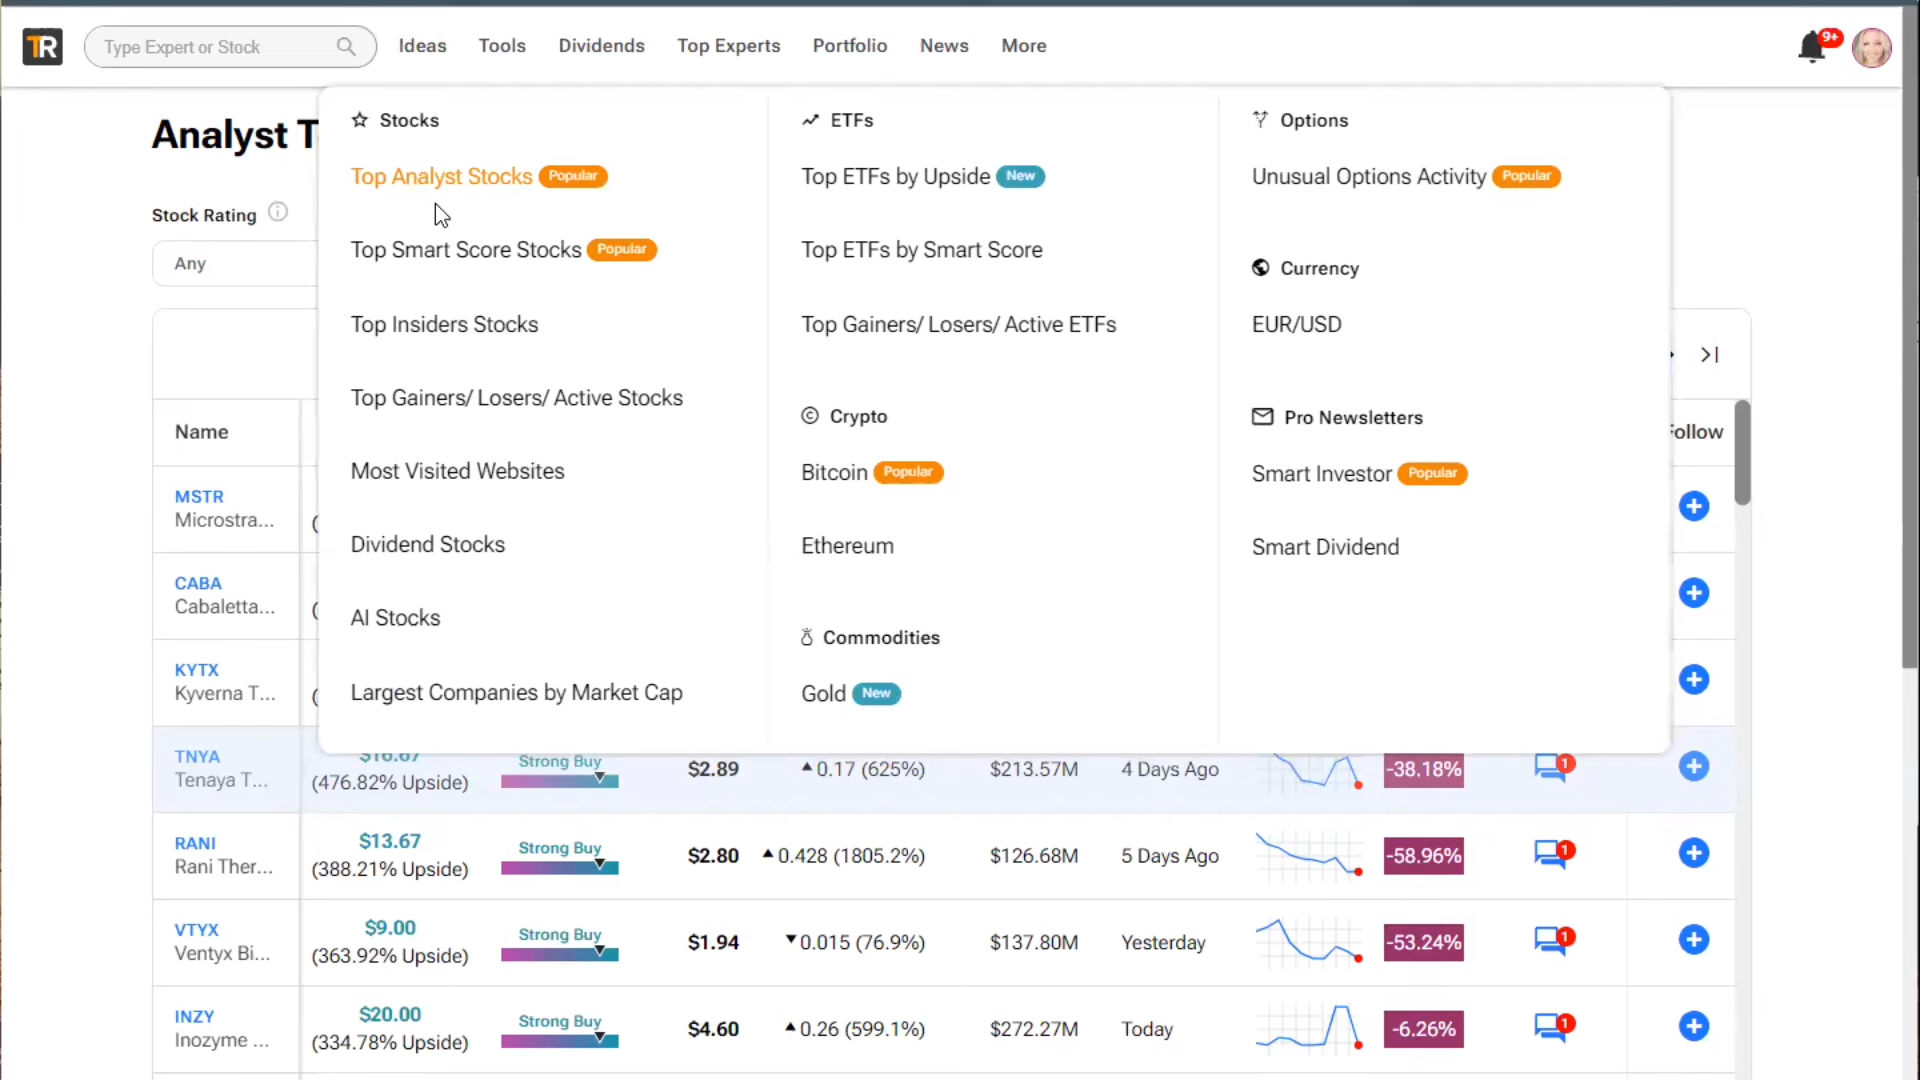 TR
Type Expert or Stock
Ideas
Tools
Dividends
Top Experts
Portfolio
News
More
9+
Analyst T
Stock Rating
Any
Stocks
Top Analyst Stocks Popular
Top Smart Score Stocks Popular
Top Insiders Stocks
Top Gainers/ Losers/ Active Stocks
Most Visited Websites
Dividend Stocks
AI Stocks
Largest Companies by Market Cap
ETFs
Top ETFs by Upside New
Top ETFs by Smart Score
Top Gainers/ Losers/ Active ETFs
Crypto
Bitcoin Popular
Ethereum
Commodities
Gold New
Options
Unusual Options Activity Popular
Currency
EUR/USD
Pro Newsletters
Smart Investor Popular
Smart Dividend
Name
Follow
MSTR
Microstra...
(
CABA
Cabaletta...
(
KYTX
Kyverna T...
(
TNYA
Tenaya T...
$16.67
(476.82% Upside)
Strong Buy
$2.89
▲0.17 (625%)
$213.57M
4 Days Ago
-38.18%
1
RANI
Rani Ther...
$13.67
(388.21% Upside)
Strong Buy
$2.80
▲0.428 (1805.2%)
$126.68M
5 Days Ago
-58.96%
1
VTYX
Ventyx Bi...
$9.00
(363.92% Upside)
Strong Buy
$1.94
▼0.015 (76.9%)
$137.80M
Yesterday
-53.24%
1
INZY
Inozyme ...
$20.00
(334.78% Upside)
Strong Buy
$4.60
▲0.26 (599.1%)
$272.27M
Today
-6.26%
1